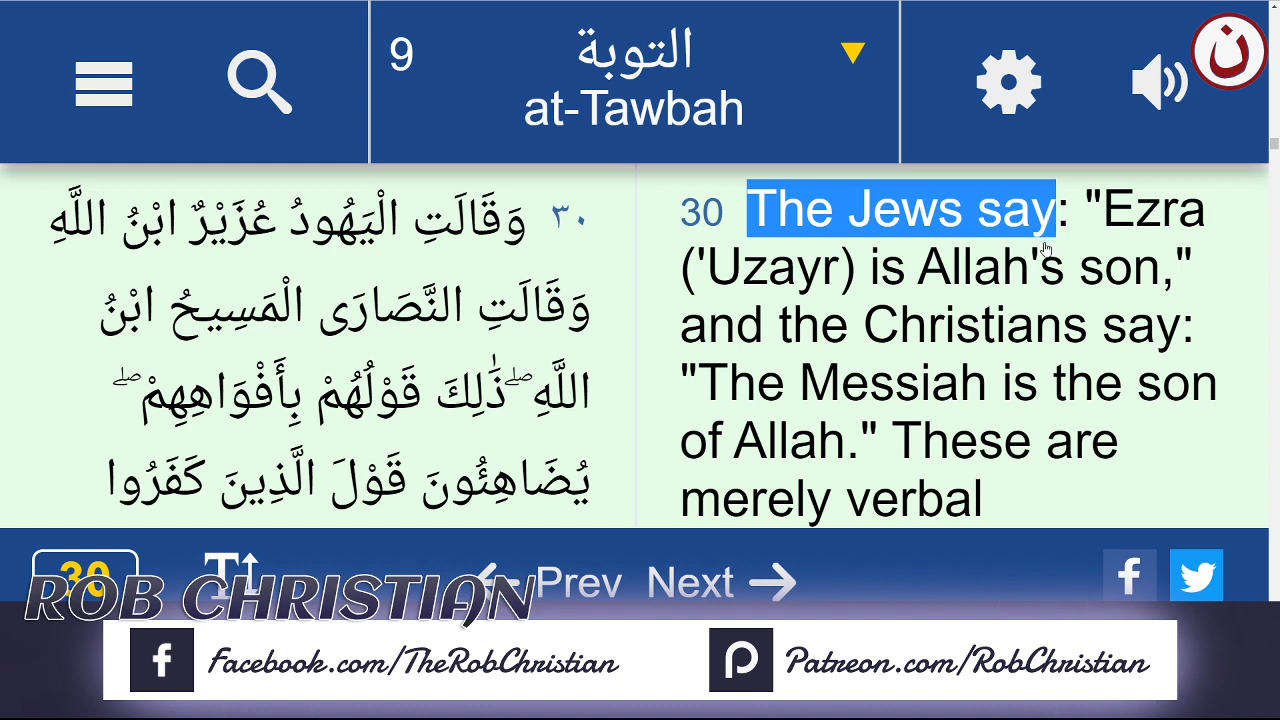 9
التوبة
at-Tawbah
ن
٣٠ وَقَالَتِ الْيَهُودُ عُزَيْرٌ ابْنُ اللَّهِ
وَقَالَتِ النَّصَارَى الْمَسِيحُ ابْنُ
اللَّهِ ۖ ذَٰلِكَ قَوْلُهُمْ بِأَفْوَاهِهِمْ ۖ
يُضَاهِئُونَ قَوْلَ الَّذِينَ كَفَرُوا
30 The Jews say: "Ezra
('Uzayr) is Allah's son,"
and the Christians say:
"The Messiah is the son
of Allah." These are
merely verbal
30
T
Prev Next
ROB CHRISTIAN
Facebook.com/TheRobChristian
Patreon.com/RobChristian